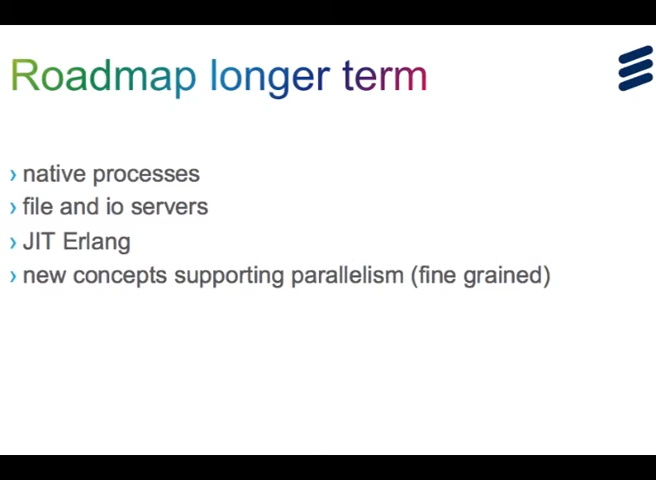 Roadmap longer term
› native processes
› file and io servers
› JIT Erlang
› new concepts supporting parallelism (fine grained)